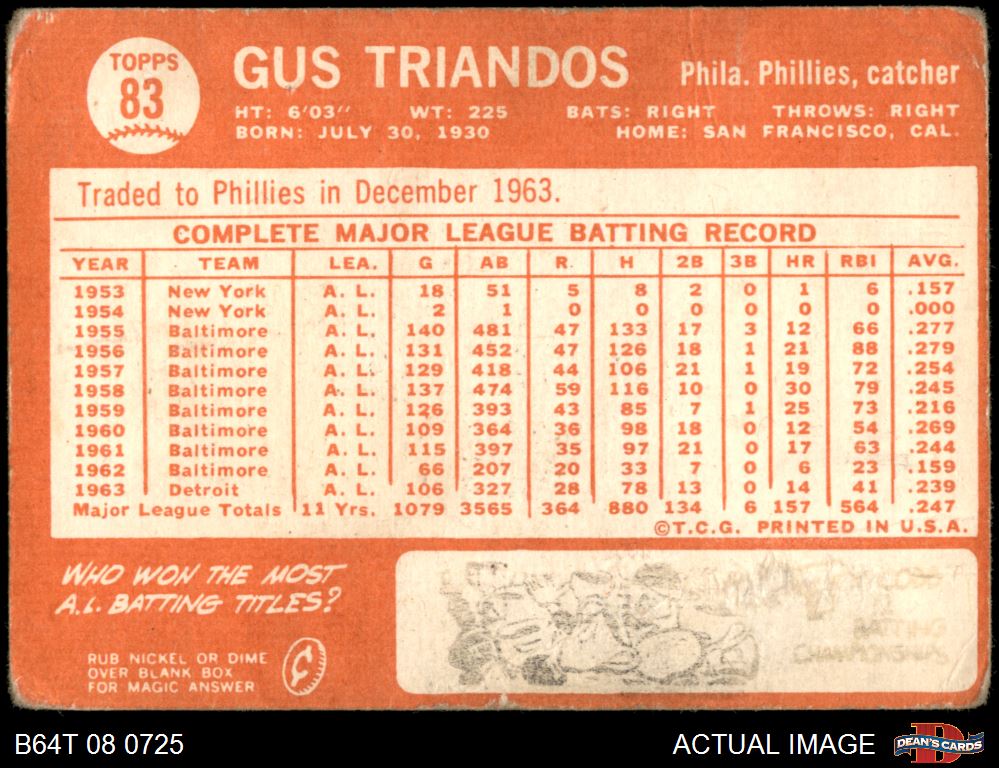 TOPPS
83
GUS TRIANDOS
Phila. Phillies, catcher
HT: 6'03" WT: 225 BATS: RIGHT THROWS: RIGHT
BORN: JULY 30, 1930 HOME: SAN FRANCISCO, CAL.
Traded to Phillies in December 1963.
COMPLETE MAJOR LEAGUE BATTING RECORD
YEAR TEAM LEA. G AB R H 2B 3B HR RBI AVG.
1953 New York A. L. 18 51 5 8 2 0 1 6 .157
1954 New York A. L. 2 1 0 0 0 0 0 0 .000
1955 Baltimore A. L. 140 481 47 133 17 3 12 66 .277
1956 Baltimore A. L. 131 452 47 126 18 1 21 88 .279
1957 Baltimore A. L. 129 418 44 106 21 1 19 72 .254
1958 Baltimore A. L. 137 474 59 116 10 0 30 79 .245
1959 Baltimore A. L. 126 393 43 85 7 1 25 73 .216
1960 Baltimore A. L. 109 364 36 98 18 0 12 54 .269
1961 Baltimore A. L. 115 397 35 97 21 0 17 63 .244
1962 Baltimore A. L. 66 207 20 33 7 0 6 23 .159
1963 Detroit A. L. 106 327 28 78 13 0 14 41 .239
Major League Totals 11 Yrs. 1079 3565 364 880 134 6 157 564 .247
©T.C.G. PRINTED IN U.S.A.
WHO WON THE MOST
A.L. BATTING TITLES?
RUB NICKEL OR DIME
OVER BLANK BOX
FOR MAGIC ANSWER
BATTING
CHAMPIONSHIPS
B64T 08 0725
ACTUAL IMAGE
D
DEAN'S CARDS